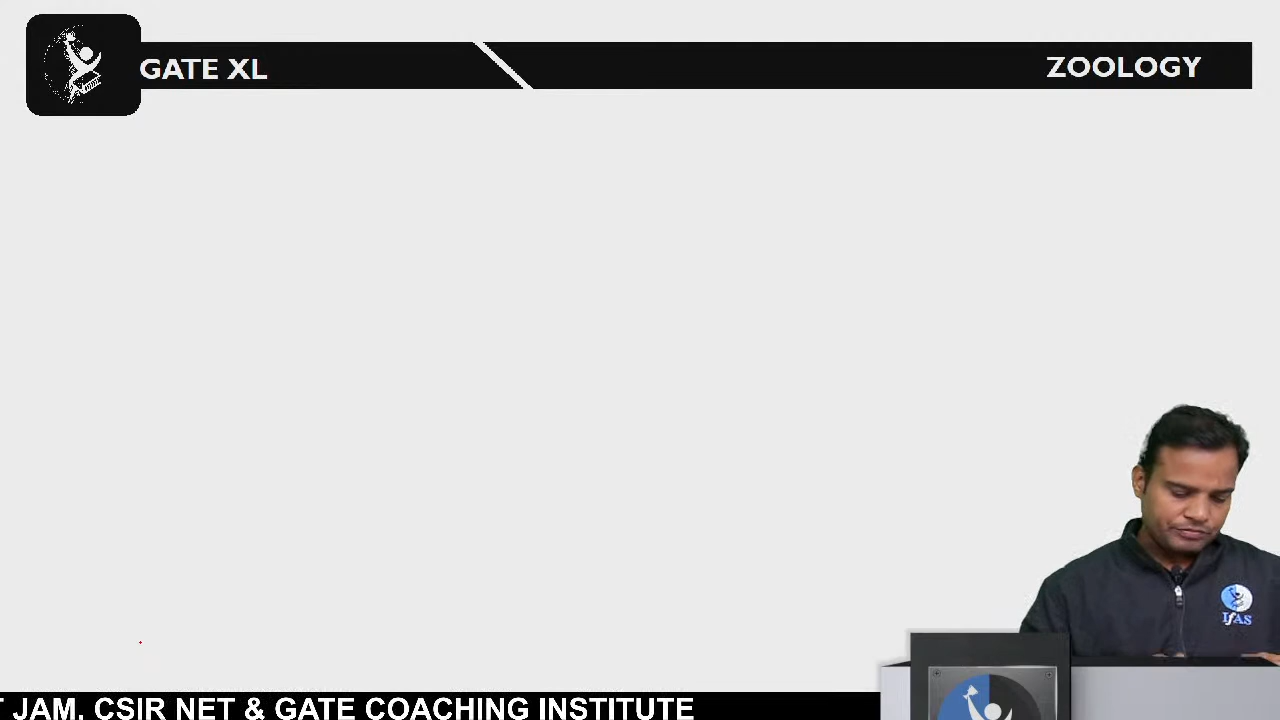 GATE XL
ZOOLOGY
IFAS
T JAM, CSIR NET & GATE COACHING INSTITUTE